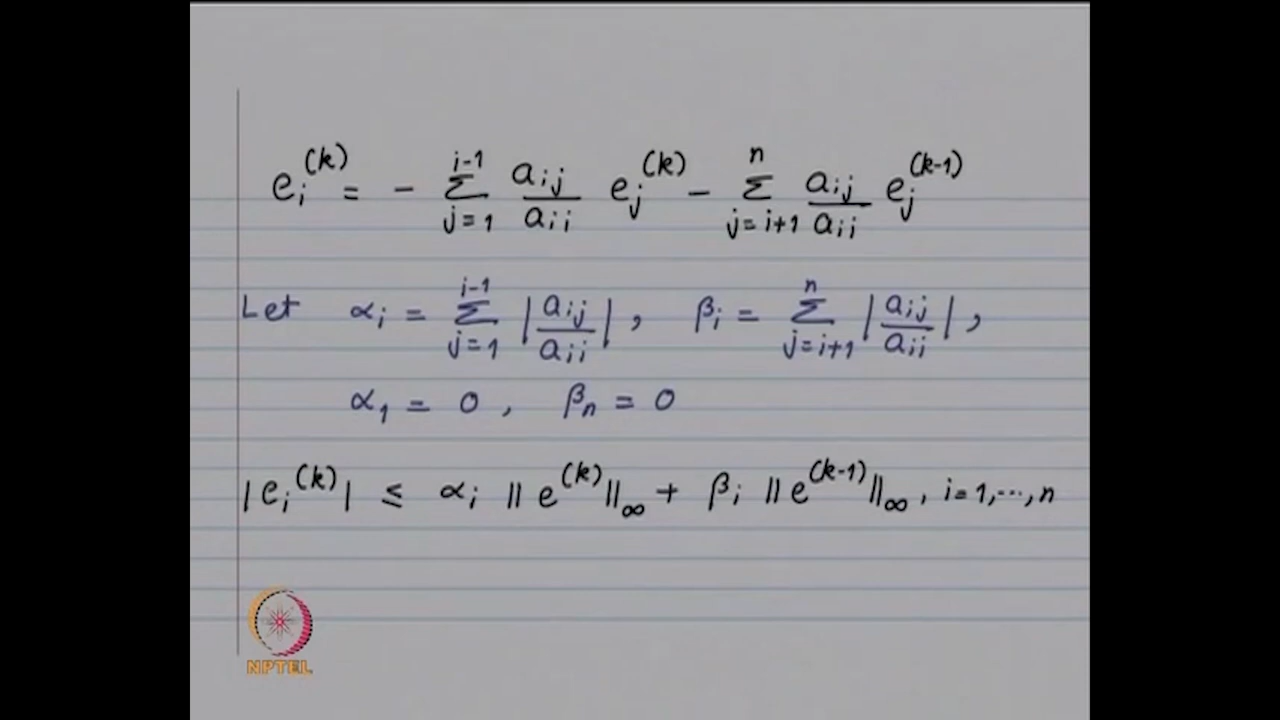 e_i^(k) = - Σ_{j=1}^{i-1} a_ij/a_ii e_j^(k) - Σ_{j=i+1}^{n} a_ij/a_ii e_j^(k-1)
Let α_i = Σ_{j=1}^{i-1} |a_ij/a_ii|, β_i = Σ_{j=i+1}^{n} |a_ij/a_ii|,
α_1 = 0, β_n = 0
|e_i^(k)| ≤ α_i ||e^(k)||_∞ + β_i ||e^(k-1)||_∞, i=1,...,n
NPTEL